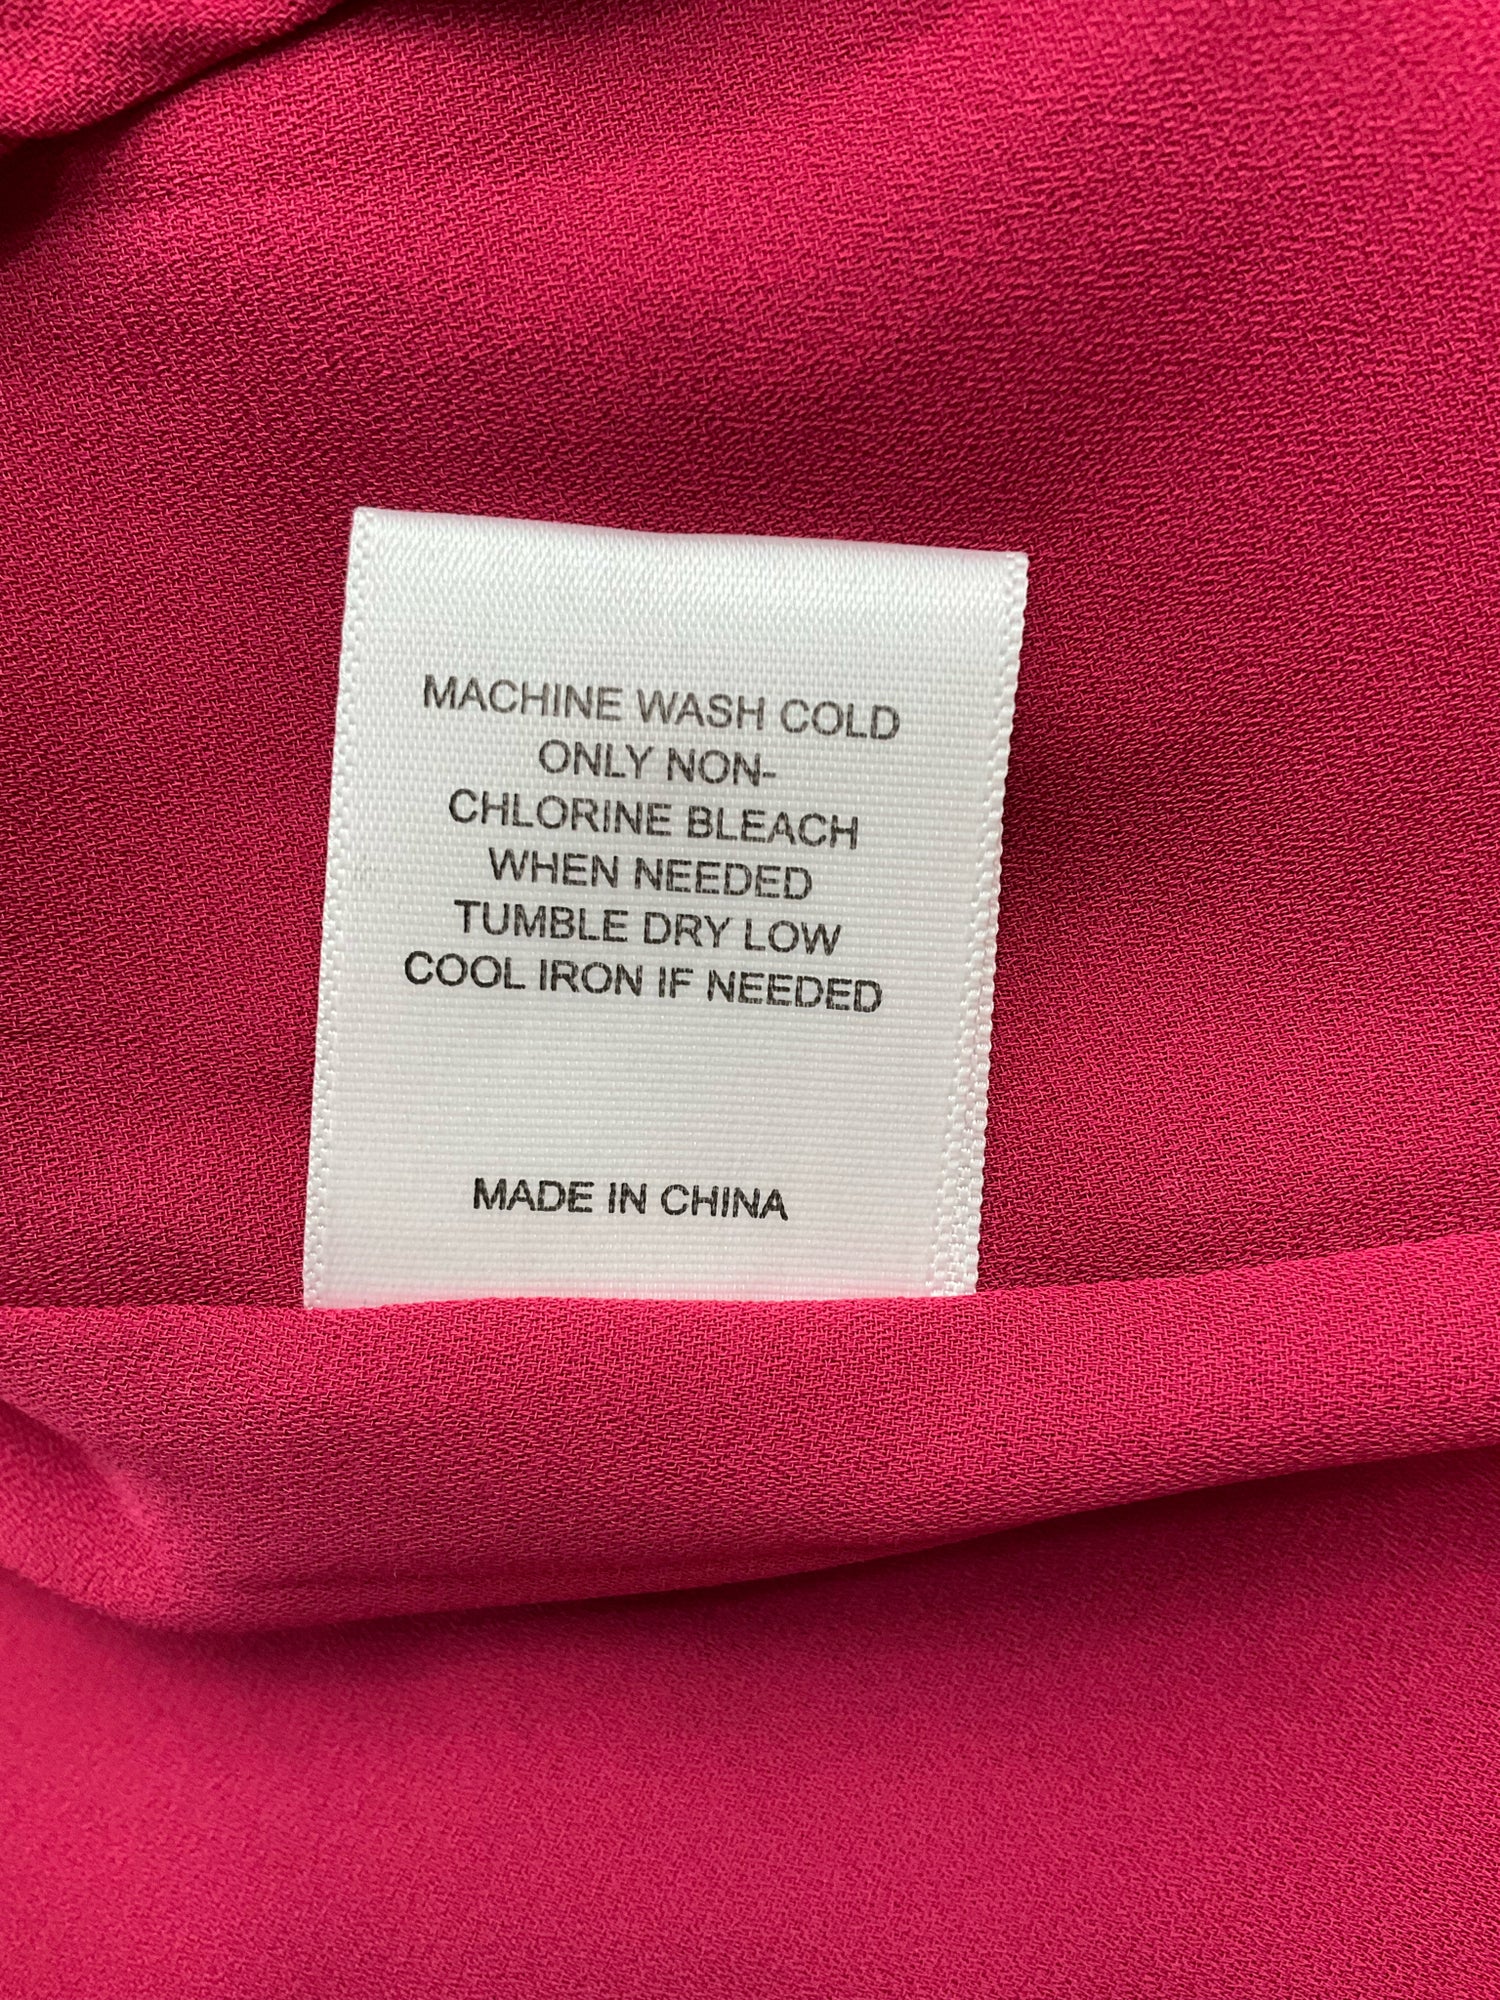 MACHINE WASH COLD
ONLY NON-
CHLORINE BLEACH
WHEN NEEDED
TUMBLE DRY LOW
COOL IRON IF NEEDED
MADE IN CHINA